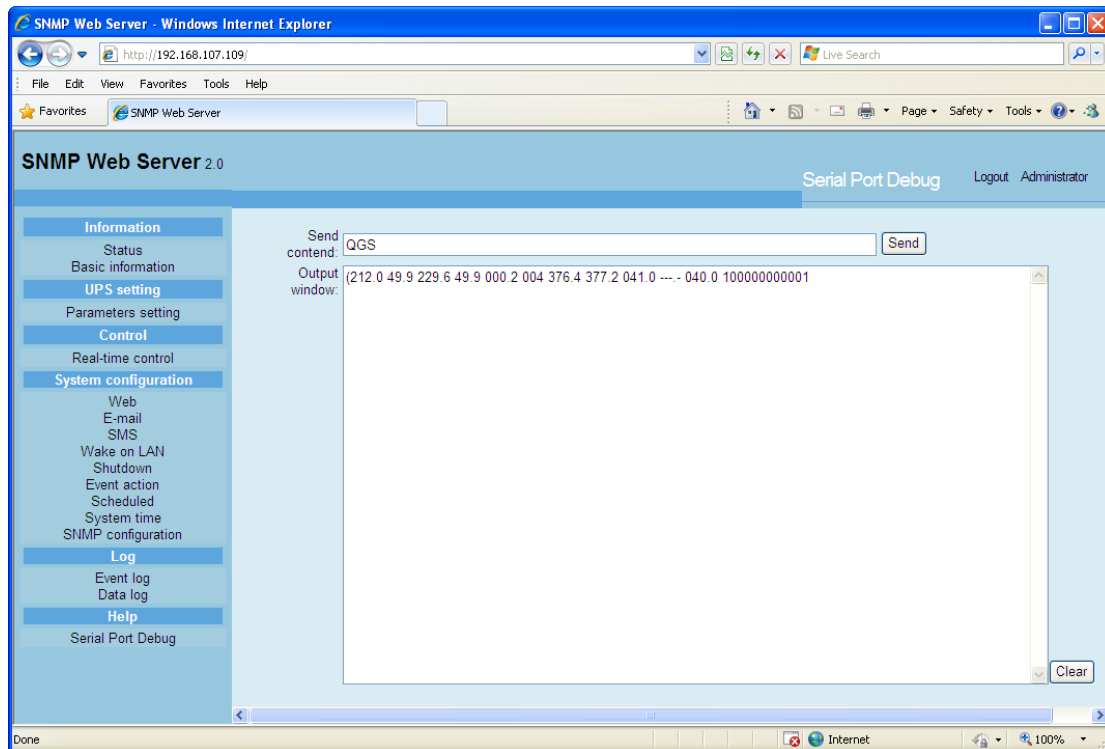 SNMP Web Server - Windows Internet Explorer
http://192.168.107.109/
Live Search
File Edit View Favorites Tools Help
Favorites SNMP Web Server Page Safety Tools
SNMP Web Server 2.0
Serial Port Debug Logout Administrator
Information
Status
Basic information
UPS setting
Parameters setting
Control
Real-time control
System configuration
Web
E-mail
SMS
Wake on LAN
Shutdown
Event action
Scheduled
System time
SNMP configuration
Log
Event log
Data log
Help
Serial Port Debug
Send
contend:
QGS
Send
Output
window:
(212.0 49.9 229.6 49.9 000.2 004 376.4 377.2 041.0 ---.- 040.0 100000000001
Clear
Done Internet 100%